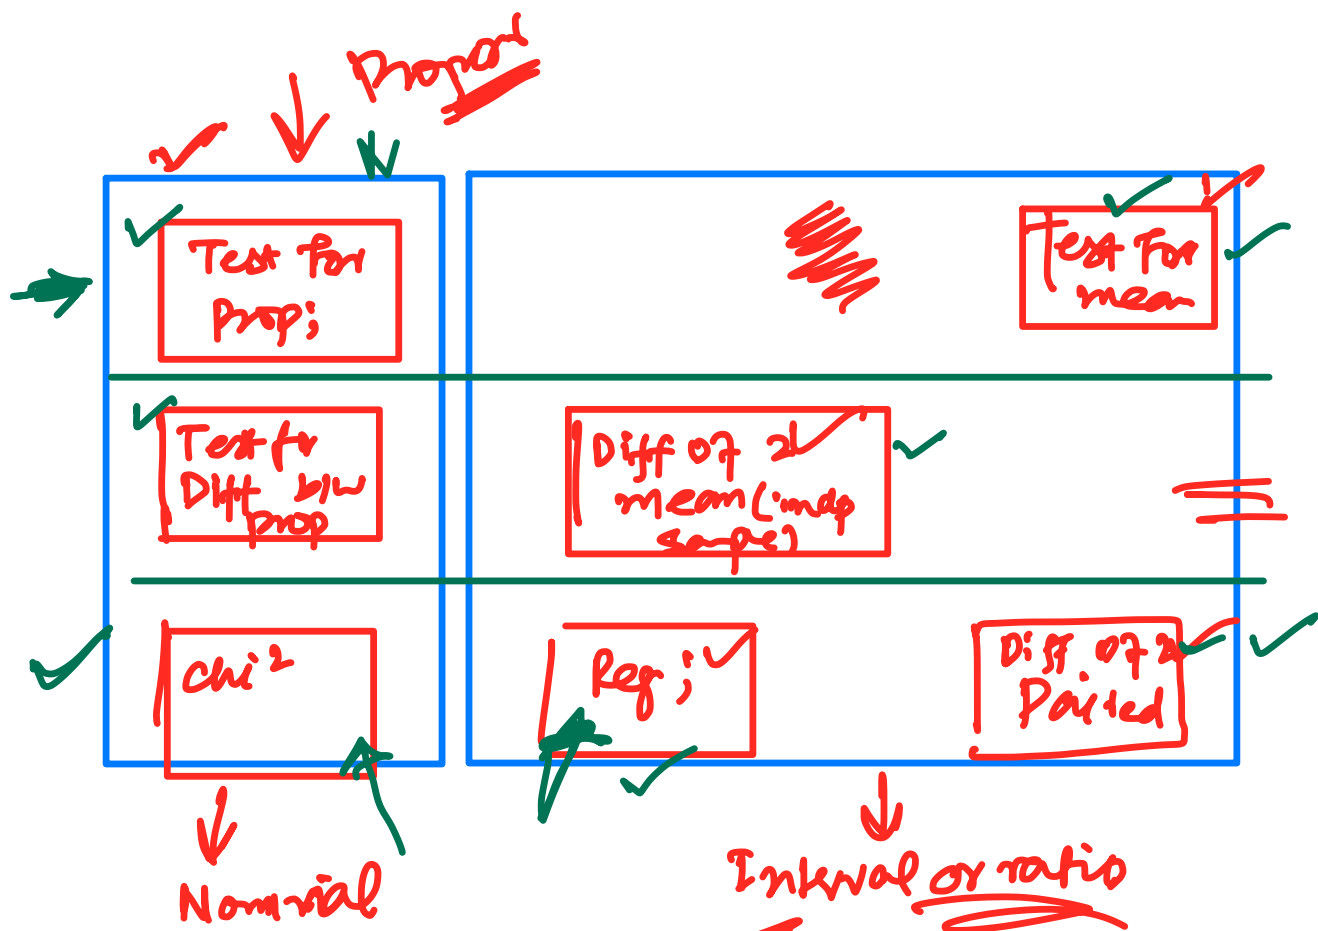 Propor
Test For
Prop;
Test For
mean
Test for
Diff b/w
prop
Diff of 2
mean (indp
sample)
chi²
Reg;
Diff of 2
Paired
Nominal
Interval or ratio